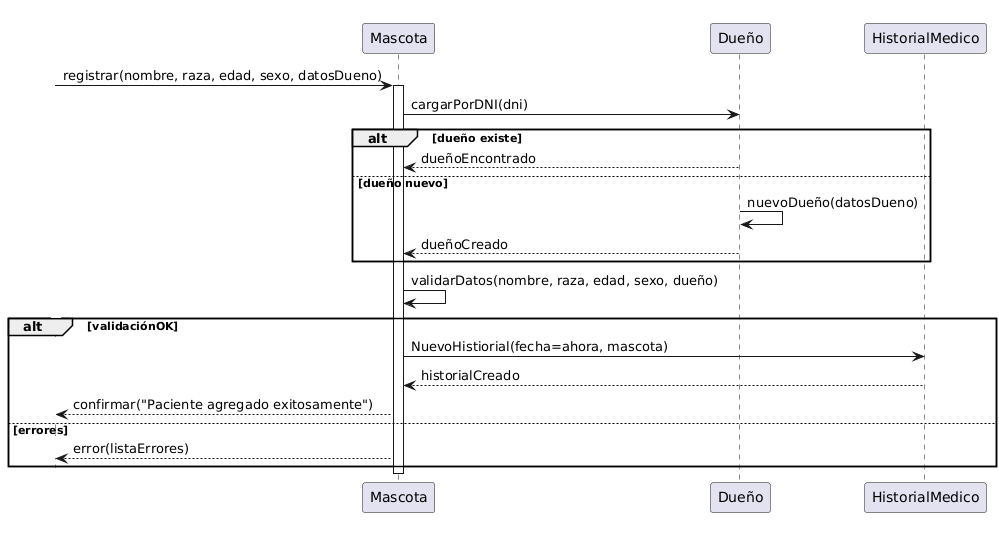 Mascota Dueño HistorialMedico
registrar(nombre, raza, edad, sexo, datosDueno)
cargarPorDNI(dni)
alt [dueño existe]
dueñoEncontrado
[dueño nuevo]
nuevoDueño(datosDueno)
dueñoCreado
validarDatos(nombre, raza, edad, sexo, dueño)
alt [validaciónOK]
NuevoHistiorial(fecha=ahora, mascota)
historialCreado
confirmar("Paciente agregado exitosamente")
[errores]
error(listaErrores)
Mascota Dueño HistorialMedico